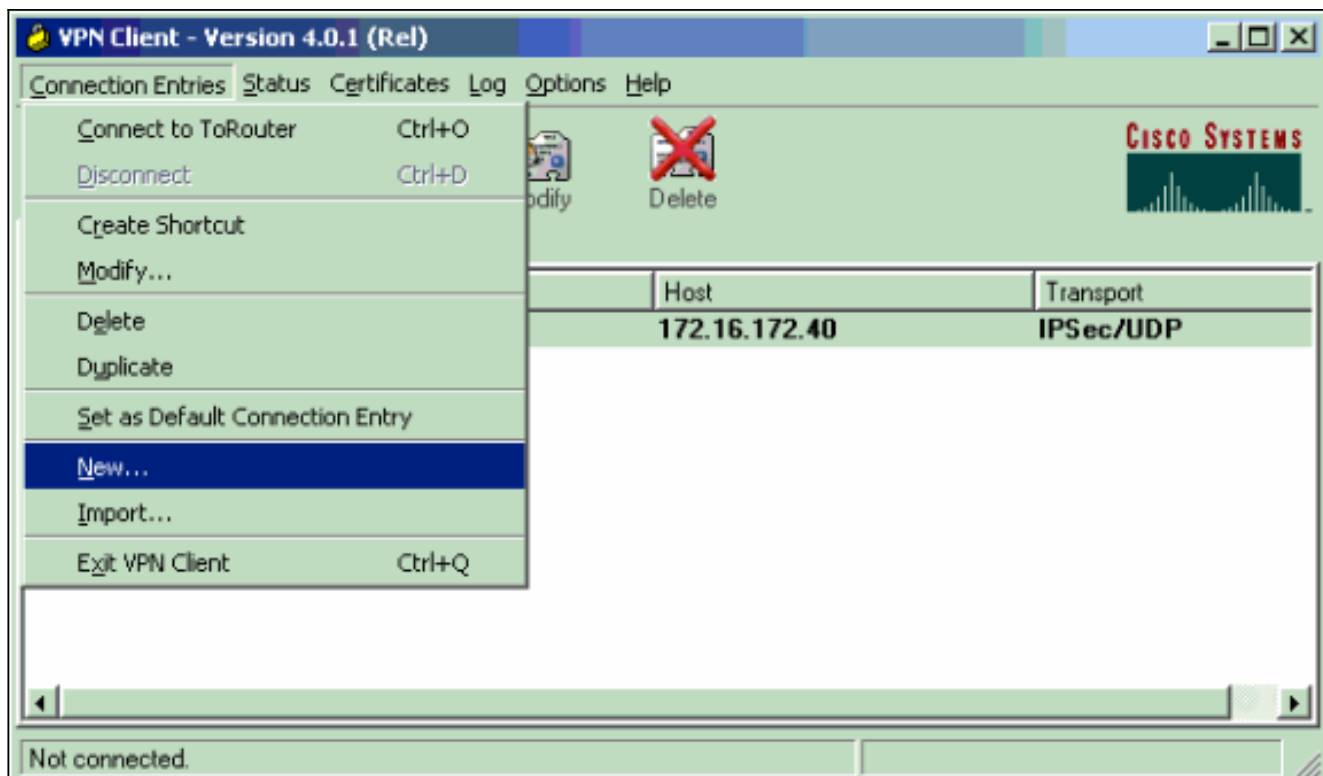 VPN Client - Version 4.0.1 (Rel)
Connection Entries Status Certificates Log Options Help
Connect to ToRouter Ctrl+O
Disconnect Ctrl+D
Create Shortcut
Modify...
Delete
Duplicate
Set as Default Connection Entry
New...
Import...
Exit VPN Client Ctrl+Q
odify
Delete
CISCO SYSTEMS
Host Transport
172.16.172.40 IPSec/UDP
Not connected.